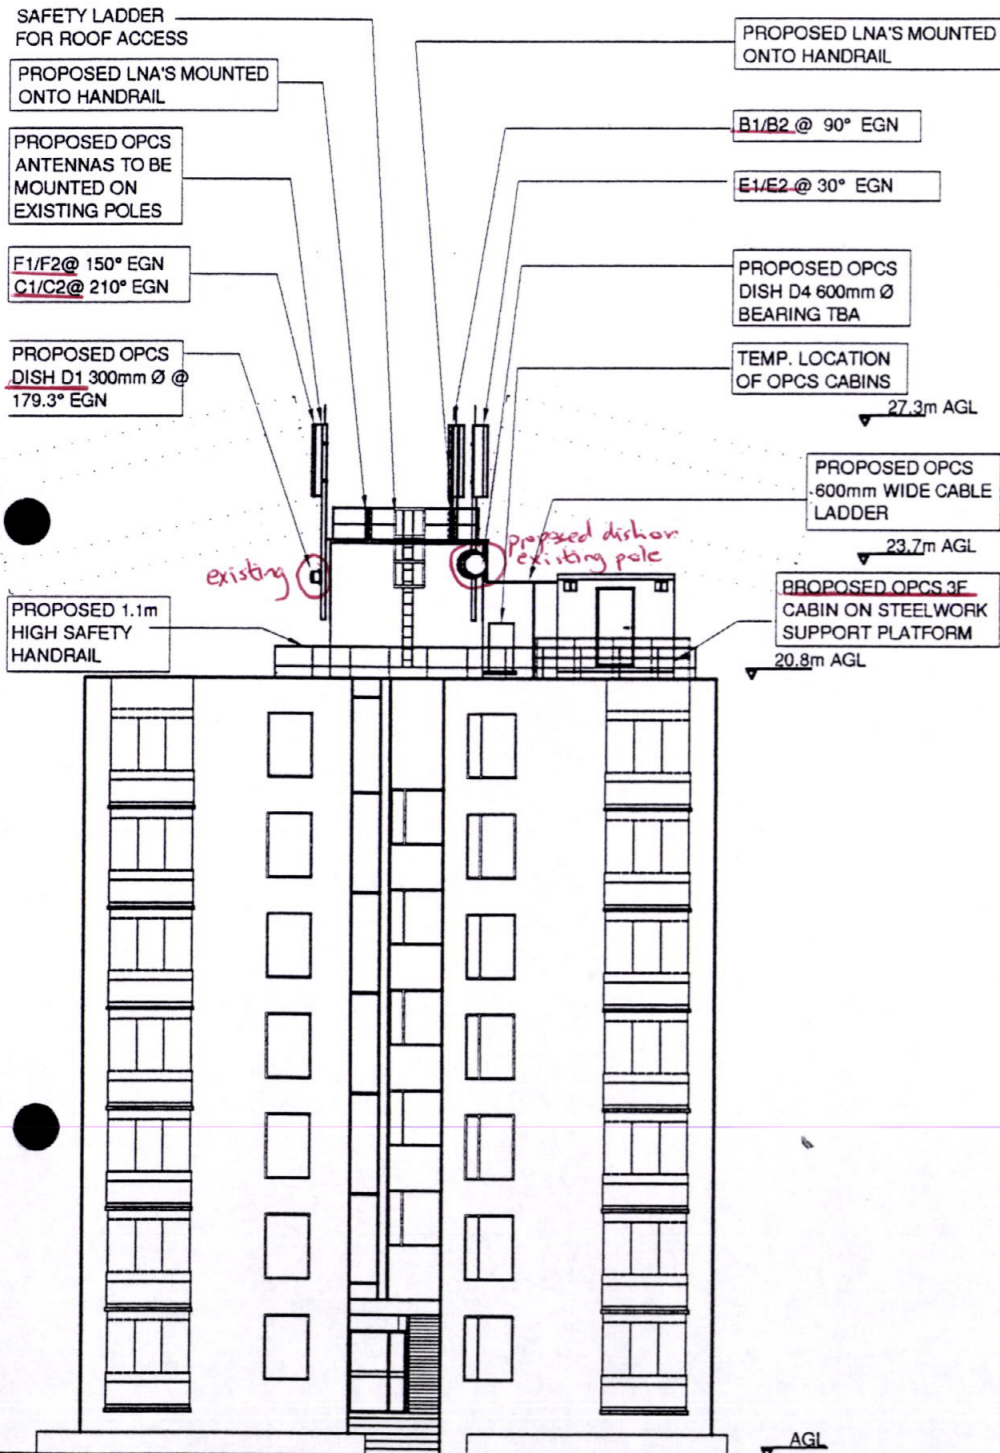 SAFETY LADDER
FOR ROOF ACCESS
PROPOSED LNA'S MOUNTED
ONTO HANDRAIL
PROPOSED OPCS
ANTENNAS TO BE
MOUNTED ON
EXISTING POLES
F1/F2@ 150° EGN
C1/C2@ 210° EGN
PROPOSED OPCS
DISH D1 300mm Ø @
179.3° EGN
existing
PROPOSED 1.1m
HIGH SAFETY
HANDRAIL
PROPOSED LNA'S MOUNTED
ONTO HANDRAIL
B1/B2 @ 90° EGN
E1/E2 @ 30° EGN
PROPOSED OPCS
DISH D4 600mm Ø
BEARING TBA
TEMP. LOCATION
OF OPCS CABINS
27.3m AGL
PROPOSED OPCS
600mm WIDE CABLE
LADDER
proposed dish on
existing pole
23.7m AGL
PROPOSED OPCS 3F
CABIN ON STEELWORK
SUPPORT PLATFORM
20.8m AGL
AGL